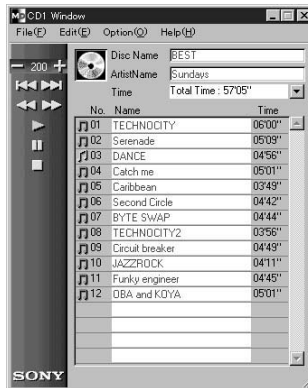 CD1 Window
File(F) Edit(E) Option(O) Help(H)
Disc Name BEST
ArtistName Sundays
Time Total Time : 57'05"
200
No. Name Time
01 TECHNOCITY 06'00"
02 Serenade 05'09"
03 DANCE 04'56"
04 Catch me 05'01"
05 Caribbean 03'49"
06 Second Circle 04'42"
07 BYTE SWAP 04'44"
08 TECHNOCITY2 03'56"
09 Circuit breaker 04'49"
10 JAZZROCK 04'11"
11 Funky engineer 04'45"
12 OBA and KOYA 05'01"
SONY